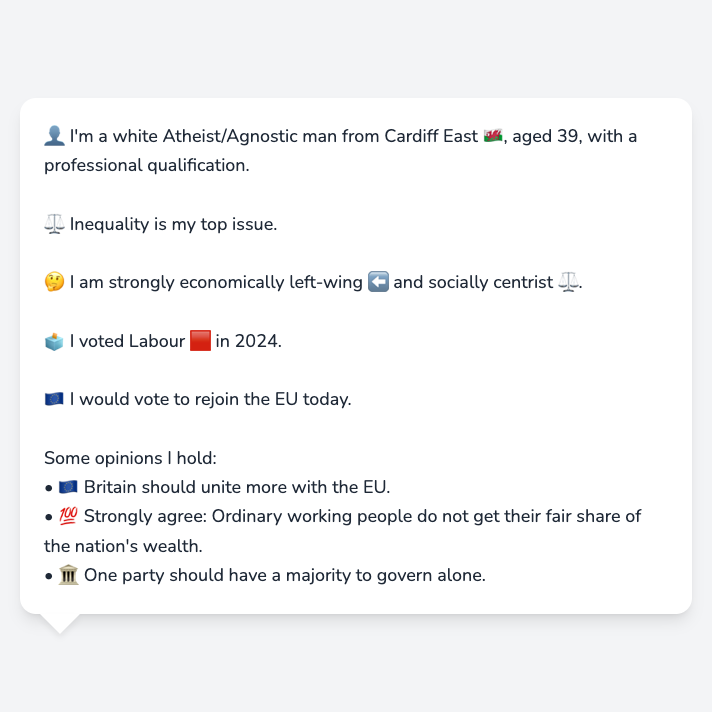 👤 I'm a white Atheist/Agnostic man from Cardiff East 🏴󠁧󠁢󠁷󠁬󠁳󠁿, aged 39, with a
professional qualification.
⚖️ Inequality is my top issue.
🤔 I am strongly economically left-wing ⬅️ and socially centrist ⚖️.
🗳️ I voted Labour 🟥 in 2024.
🇪🇺 I would vote to rejoin the EU today.
Some opinions I hold:
• 🇪🇺 Britain should unite more with the EU.
• 💯 Strongly agree: Ordinary working people do not get their fair share of
the nation's wealth.
• 🏛️ One party should have a majority to govern alone.